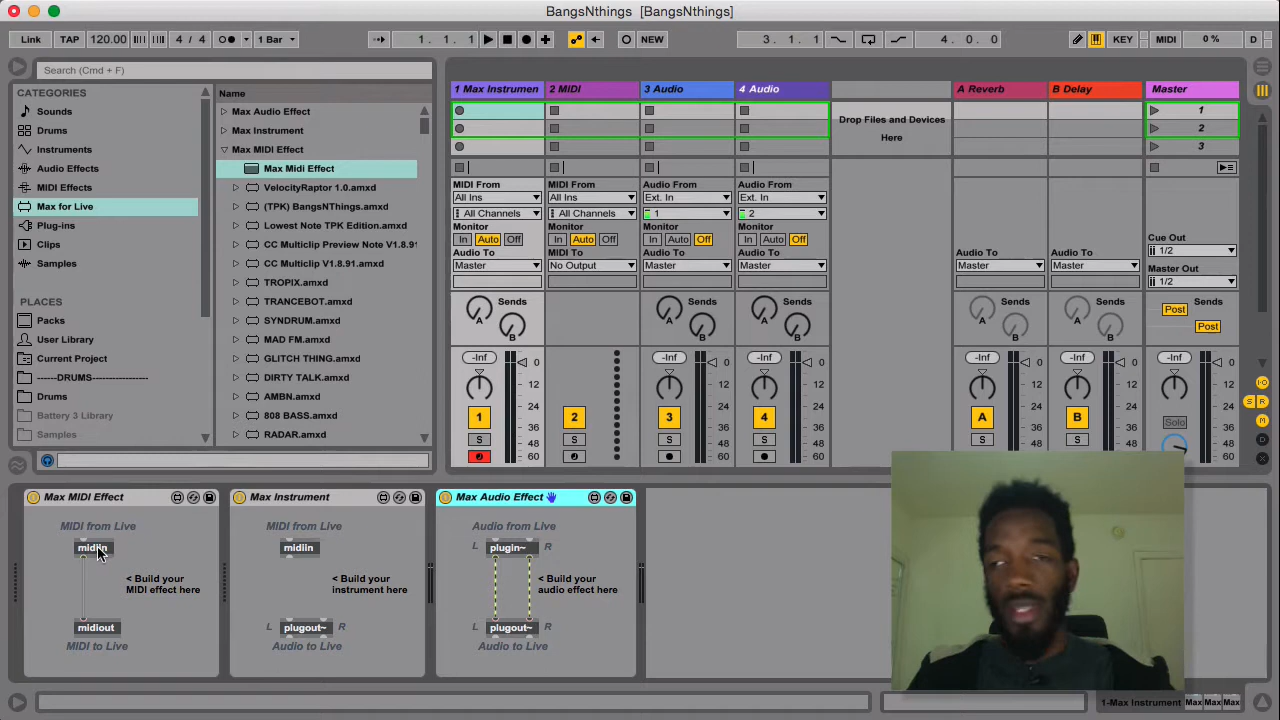 BangsNthings [BangsNthings]
Link TAP 120.00 4 / 4 1 Bar 1. 1. 1 NEW 3. 1. 1 4. 0. 0 KEY MIDI 0 % D
Search (Cmd + F)
CATEGORIES
Sounds
Drums
Instruments
Audio Effects
MIDI Effects
Max for Live
Plug-ins
Clips
Samples
PLACES
Packs
User Library
Current Project
------DRUMS-----------------
Drums
Battery 3 Library
Samples
Name
Max Audio Effect
Max Instrument
Max MIDI Effect
Max Midi Effect
VelocityRaptor 1.0.amxd
(TPK) BangsNThings.amxd
Lowest Note TPK Edition.amxd
CC Multiclip Preview Note V1.8.91
CC Multiclip V1.8.91.amxd
TROPIX.amxd
TRANCEBOT.amxd
SYNDRUM.amxd
MAD FM.amxd
GLITCH THING.amxd
DIRTY TALK.amxd
AMBN.amxd
808 BASS.amxd
RADAR.amxd
1 Max Instrumen 2 MIDI 3 Audio 4 Audio A Reverb B Delay Master
1
2
3
Drop Files and Devices
Here
MIDI From MIDI From Audio From Audio From
All Ins All Ins Ext. In Ext. In
All Channels All Channels 1 2
Monitor Monitor Monitor Monitor
In Auto Off In Auto Off In Auto Off In Auto Off
Audio To MIDI To Audio To Audio To Audio To Audio To
Master No Output Master Master Master Master
Cue Out
1/2
Master Out
1/2
Sends Sends Sends Sends Sends Sends
A A A A A Post
B B B B B Post
-Inf -Inf -Inf -Inf -Inf -Inf
0 0 0 0 0 0
12 12 12 12 12 12
24 24 24 24 24 24
36 36 36 36 36 36
48 48 48 48 48 48
60 60 60
1 2 3 4 A B Solo
S S S S S S
Max MIDI Effect
MIDI from Live
midiin
< Build your
MIDI effect here
midiout
MIDI to Live
Max Instrument
MIDI from Live
midiin
< Build your
instrument here
L plugout~ R
Audio to Live
Max Audio Effect
Audio from Live
L plugin~ R
< Build your
audio effect here
L plugout~ R
Audio to Live
1-Max Instrument Max Max Max